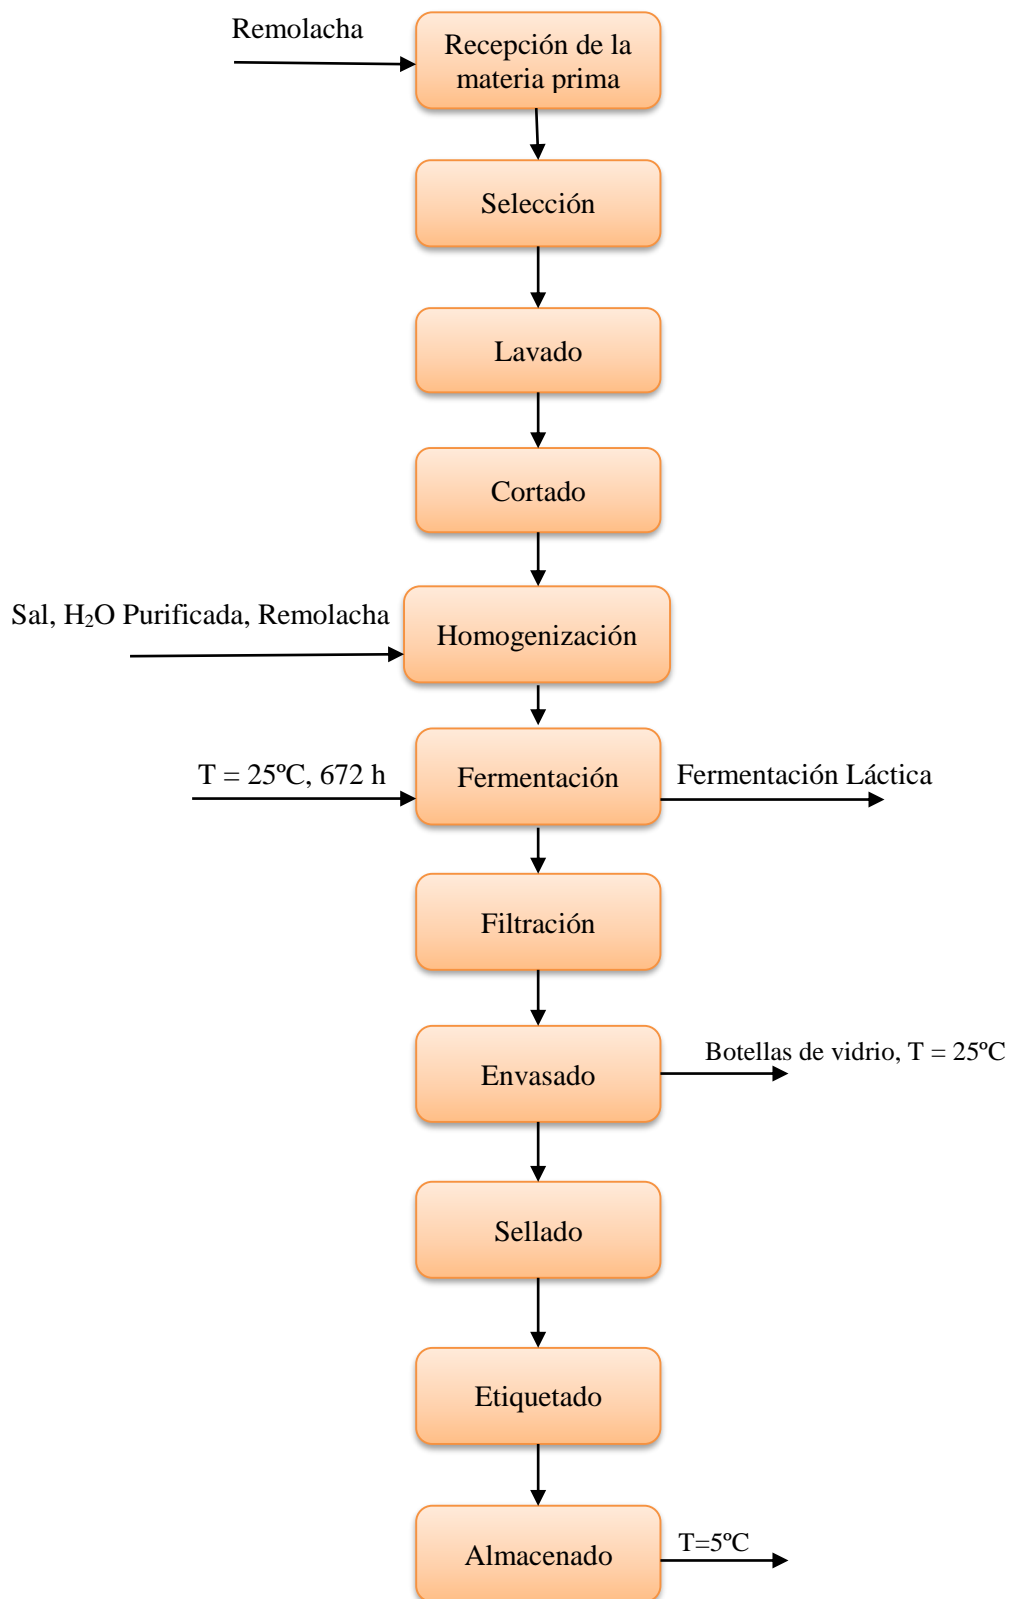 Remolacha
Recepción de la
materia prima
Selección
Lavado
Cortado
Sal, H₂O Purificada, Remolacha
Homogenización
T = 25ºC, 672 h
Fermentación
Fermentación Láctica
Filtración
Envasado
Botellas de vidrio, T = 25ºC
Sellado
Etiquetado
Almacenado
T=5ºC